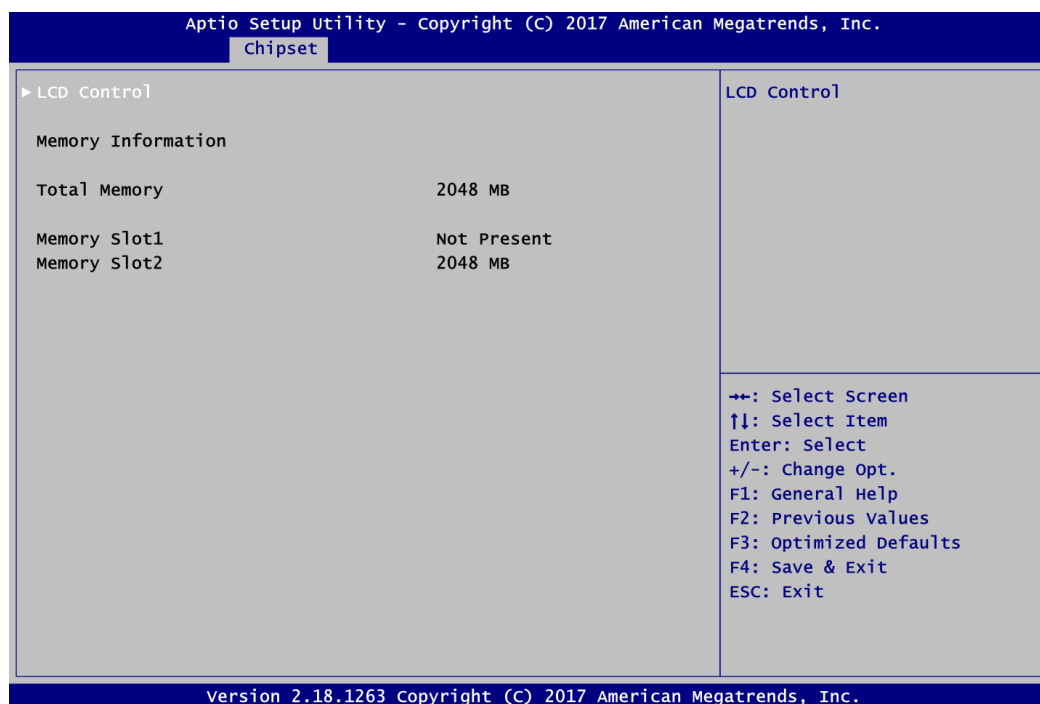 Aptio Setup Utility - Copyright (C) 2017 American Megatrends, Inc.
Chipset
► LCD Control
Memory Information
Total Memory 2048 MB
Memory Slot1 Not Present
Memory Slot2 2048 MB
LCD Control
→←: Select Screen
↑↓: Select Item
Enter: Select
+/-: Change Opt.
F1: General Help
F2: Previous Values
F3: Optimized Defaults
F4: Save & Exit
ESC: Exit
Version 2.18.1263 Copyright (C) 2017 American Megatrends, Inc.